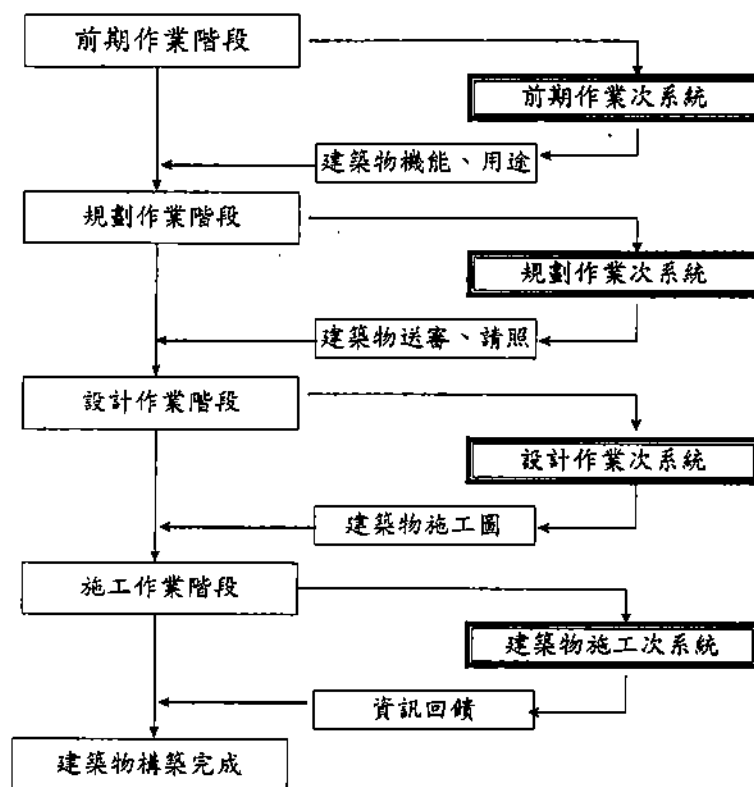 前期作業階段
前期作業次系統
建築物機能、用途
規劃作業階段
規劃作業次系統
建築物送審、請照
設計作業階段
設計作業次系統
建築物施工圖
施工作業階段
建築物施工次系統
資訊回饋
建築物構築完成